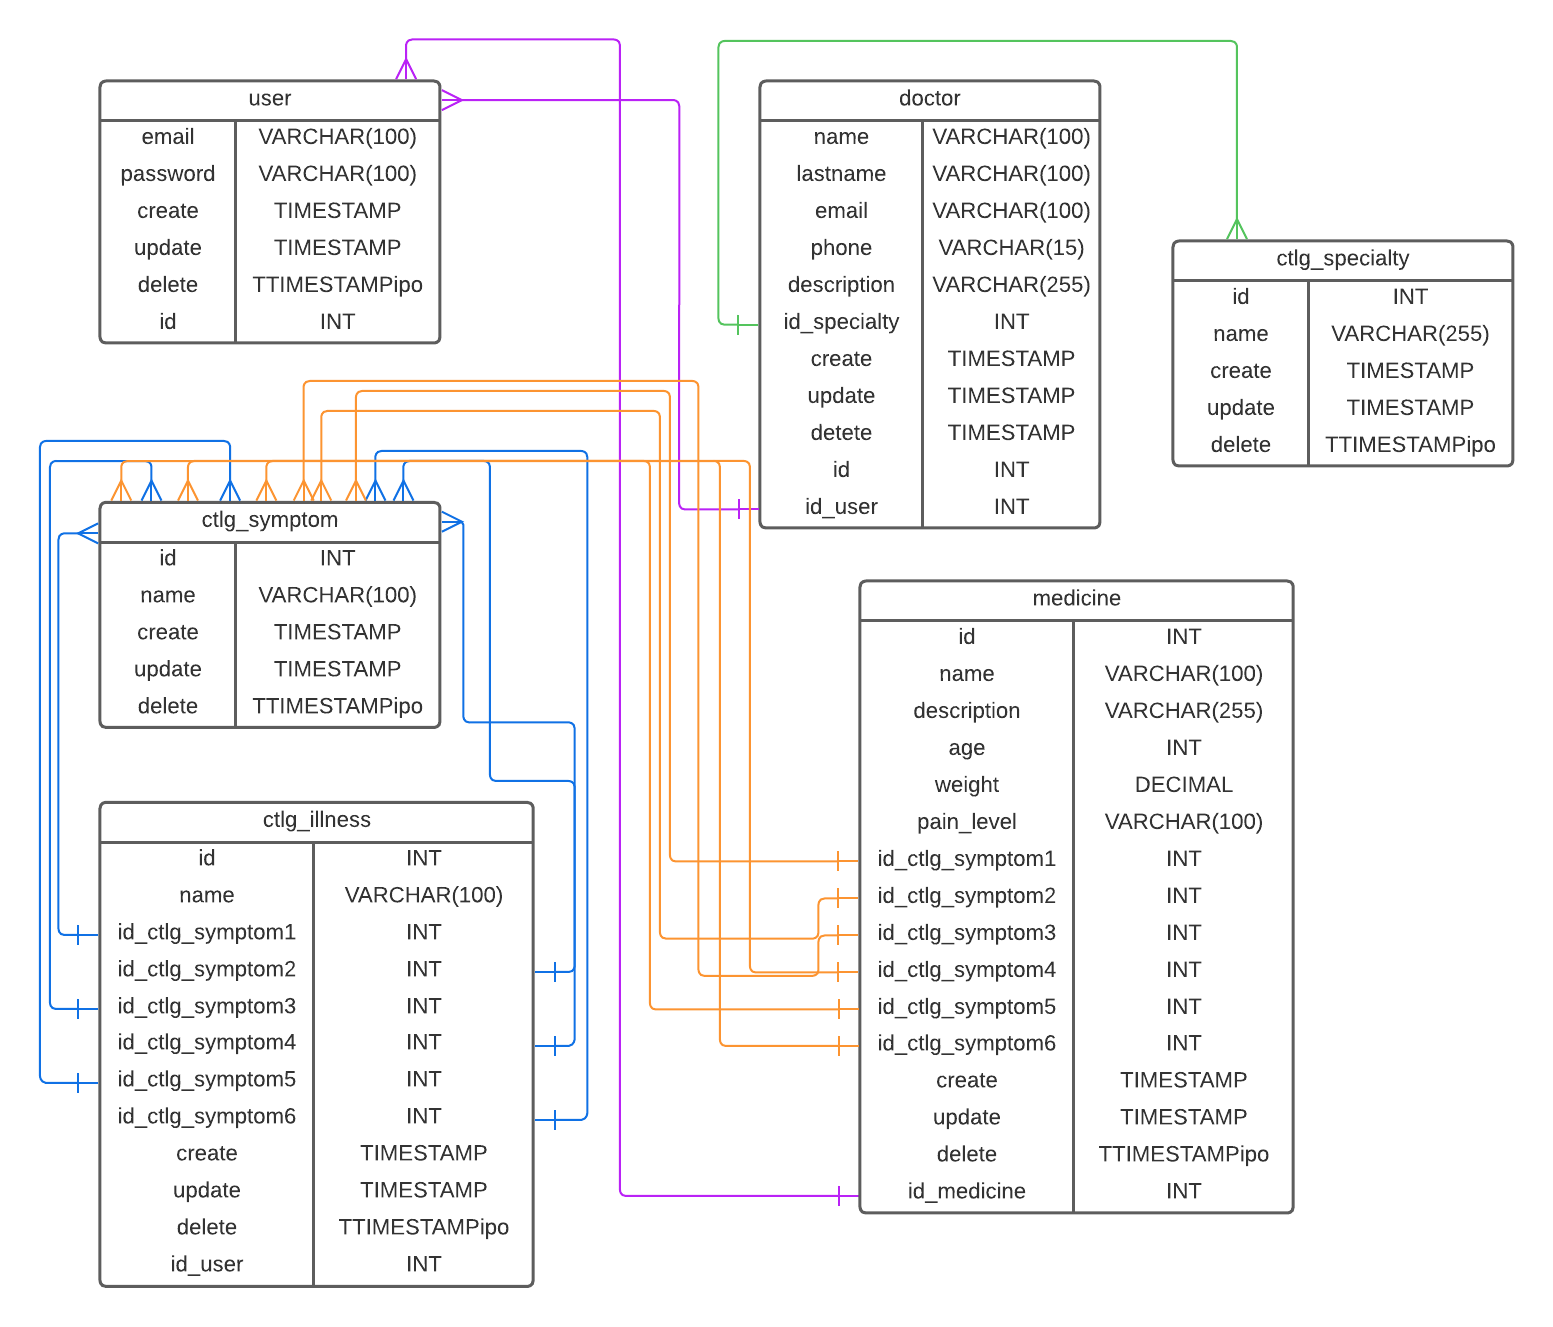 user
email VARCHAR(100)
password VARCHAR(100)
create TIMESTAMP
update TIMESTAMP
delete TTIMESTAMPipo
id INT
doctor
name VARCHAR(100)
lastname VARCHAR(100)
email VARCHAR(100)
phone VARCHAR(15)
description VARCHAR(255)
id_specialty INT
create TIMESTAMP
update TIMESTAMP
detete TIMESTAMP
id INT
id_user INT
ctlg_specialty
id INT
name VARCHAR(255)
create TIMESTAMP
update TIMESTAMP
delete TTIMESTAMPipo
ctlg_symptom
id INT
name VARCHAR(100)
create TIMESTAMP
update TIMESTAMP
delete TTIMESTAMPipo
medicine
id INT
name VARCHAR(100)
description VARCHAR(255)
age INT
weight DECIMAL
pain_level VARCHAR(100)
id_ctlg_symptom1 INT
id_ctlg_symptom2 INT
id_ctlg_symptom3 INT
id_ctlg_symptom4 INT
id_ctlg_symptom5 INT
id_ctlg_symptom6 INT
create TIMESTAMP
update TIMESTAMP
delete TTIMESTAMPipo
id_medicine INT
ctlg_illness
id INT
name VARCHAR(100)
id_ctlg_symptom1 INT
id_ctlg_symptom2 INT
id_ctlg_symptom3 INT
id_ctlg_symptom4 INT
id_ctlg_symptom5 INT
id_ctlg_symptom6 INT
create TIMESTAMP
update TIMESTAMP
delete TTIMESTAMPipo
id_user INT